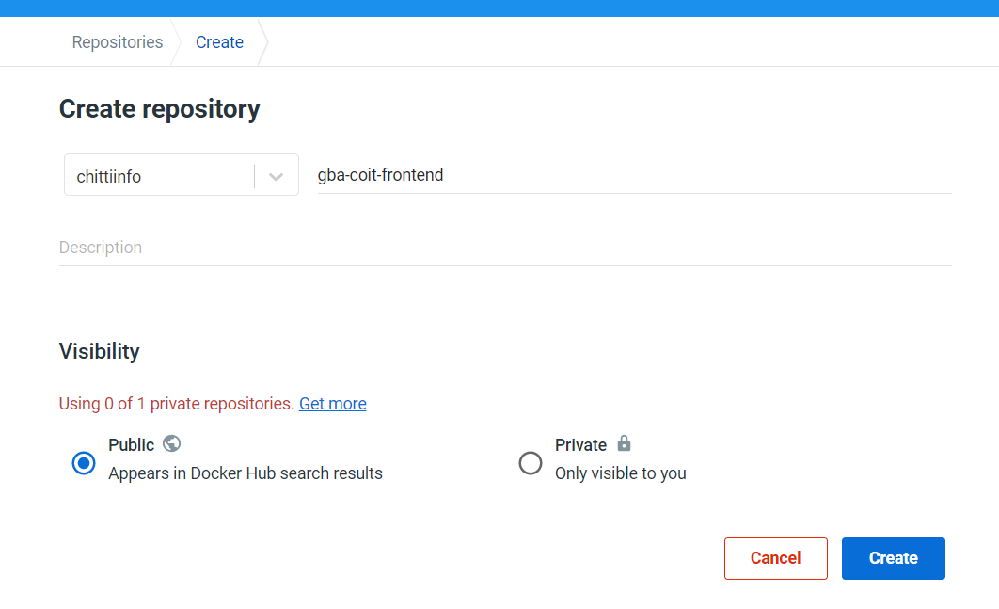 Repositories Create
Create repository
chittiinfo gba-coit-frontend
Description
Visibility
Using 0 of 1 private repositories. Get more
Public Private
Appears in Docker Hub search results Only visible to you
Cancel Create